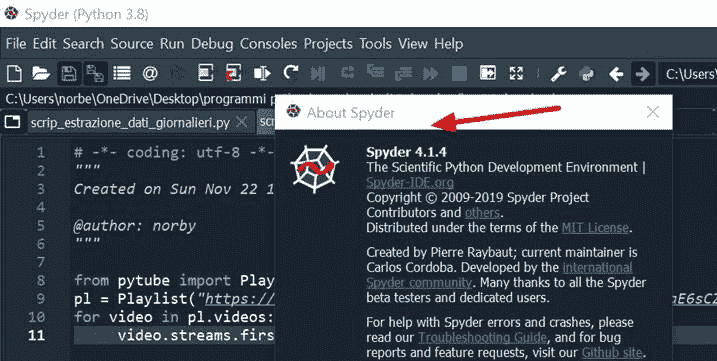 Spyder (Python 3.8)
File Edit Search Source Run Debug Consoles Projects Tools View Help
C:\Us
C:\Users\norbe\OneDrive\Desktop\programmi
About Spyder
scrip_estrazione_dati_giornalieri.py
1 # -*- coding: utf-8 -*-
2 """
3 Created on Sun Nov 22 1
4
5 @author: norby
6 """
7
8 from pytube import Play
9 pl = Playlist("https://
10 for video in pl.videos:
11 video.streams.firs
Spyder 4.1.4
The Scientific Python Development Environment |
Spyder-IDE.org
Copyright © 2009-2019 Spyder Project
Contributors and others.
Distributed under the terms of the MIT License.
Created by Pierre Raybaut; current maintainer is
Carlos Cordoba. Developed by the international
Spyder community. Many thanks to all the Spyder
beta testers and dedicated users.
For help with Spyder errors and crashes, please
read our Troubleshooting Guide, and for bug
reports and feature requests, visit our Github site.